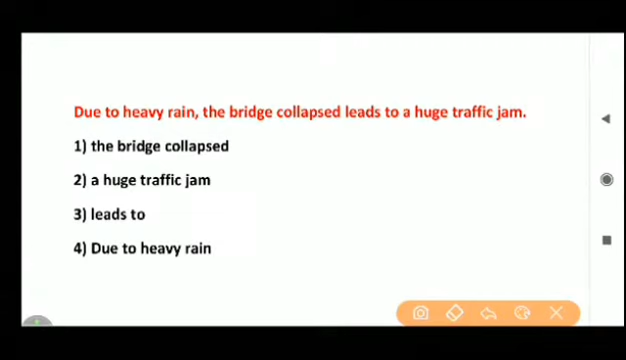 Due to heavy rain, the bridge collapsed leads to a huge traffic jam.
1) the bridge collapsed
2) a huge traffic jam
3) leads to
4) Due to heavy rain